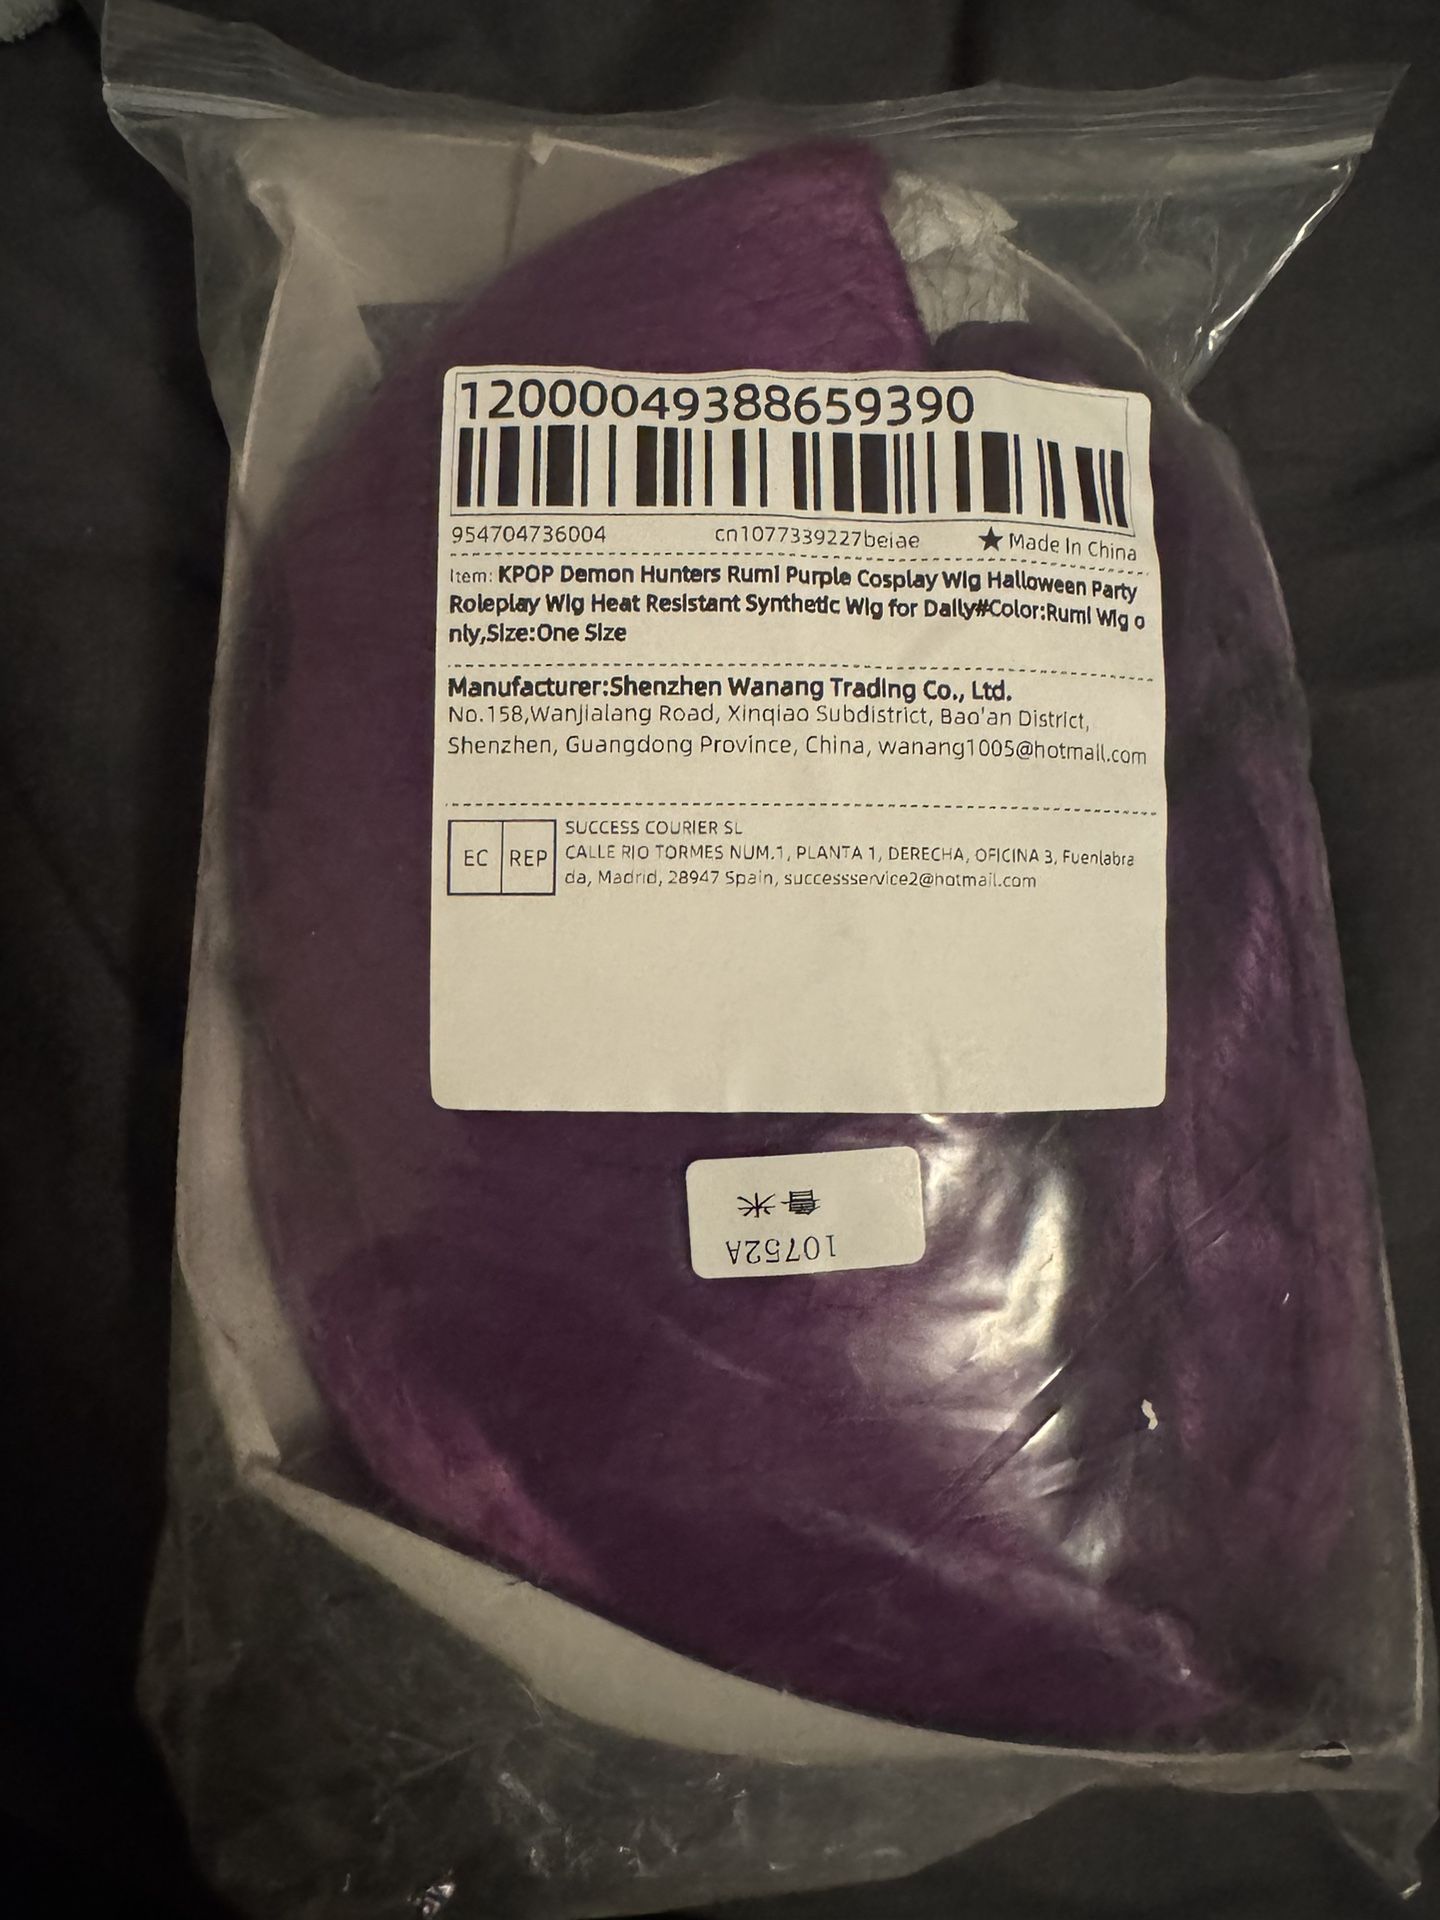 12000049388659390
954704736004 cn1077339227beiae ★ Made In China
Item: KPOP Demon Hunters Rumi Purple Cosplay Wig Halloween Party
Roleplay Wig Heat Resistant Synthetic Wig for Daily#Color:Rumi Wig o
nly,Size:One Size
Manufacturer:Shenzhen Wanang Trading Co., Ltd.
No.158,Wanjialang Road, Xinqiao Subdistrict, Bao'an District,
Shenzhen, Guangdong Province, China, wanang1005@hotmail.com
EC REP
SUCCESS COURIER SL
CALLE RIO TORMES NUM.1, PLANTA 1, DERECHA, OFICINA 3, Fuenlabra
da, Madrid, 28947 Spain, successservice2@hotmail.com
10752A
鲁米